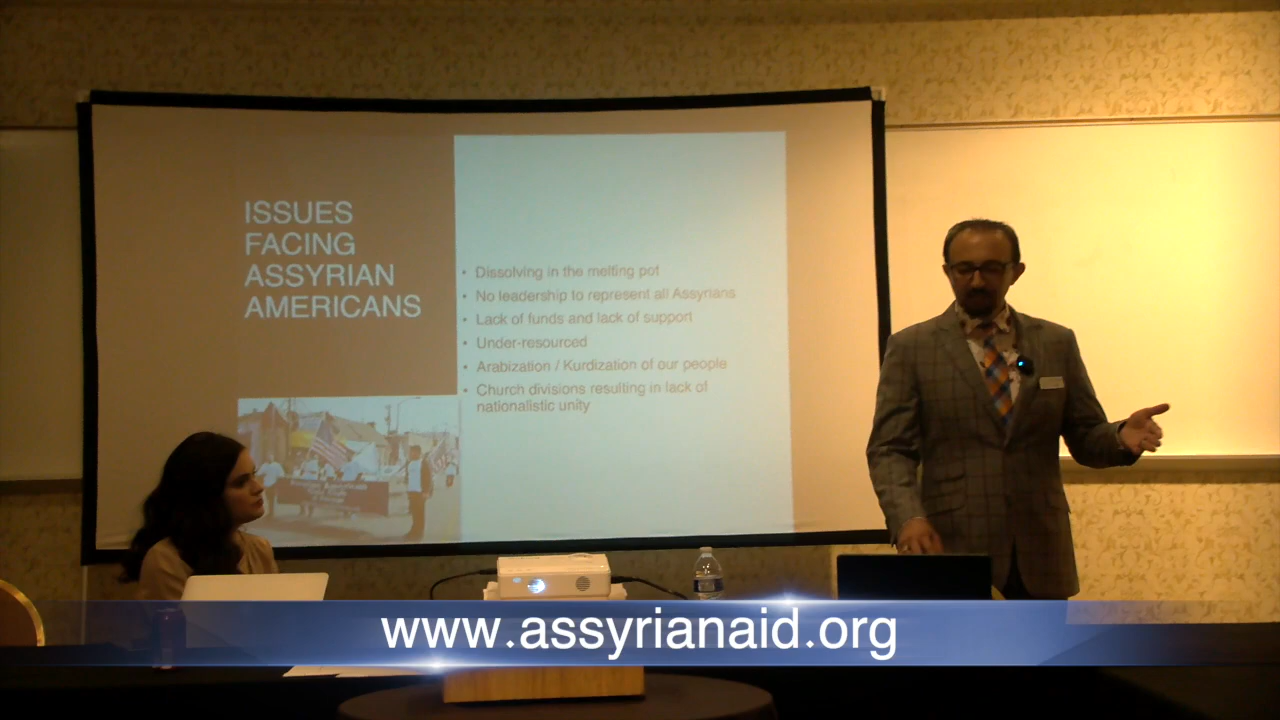 ISSUES
FACING
ASSYRIAN
AMERICANS
• Dissolving in the melting pot
• No leadership to represent all Assyrians
• Lack of funds and lack of support
• Under-resourced
• Arabization / Kurdization of our people
• Church divisions resulting in lack of
nationalistic unity
www.assyrianaid.org